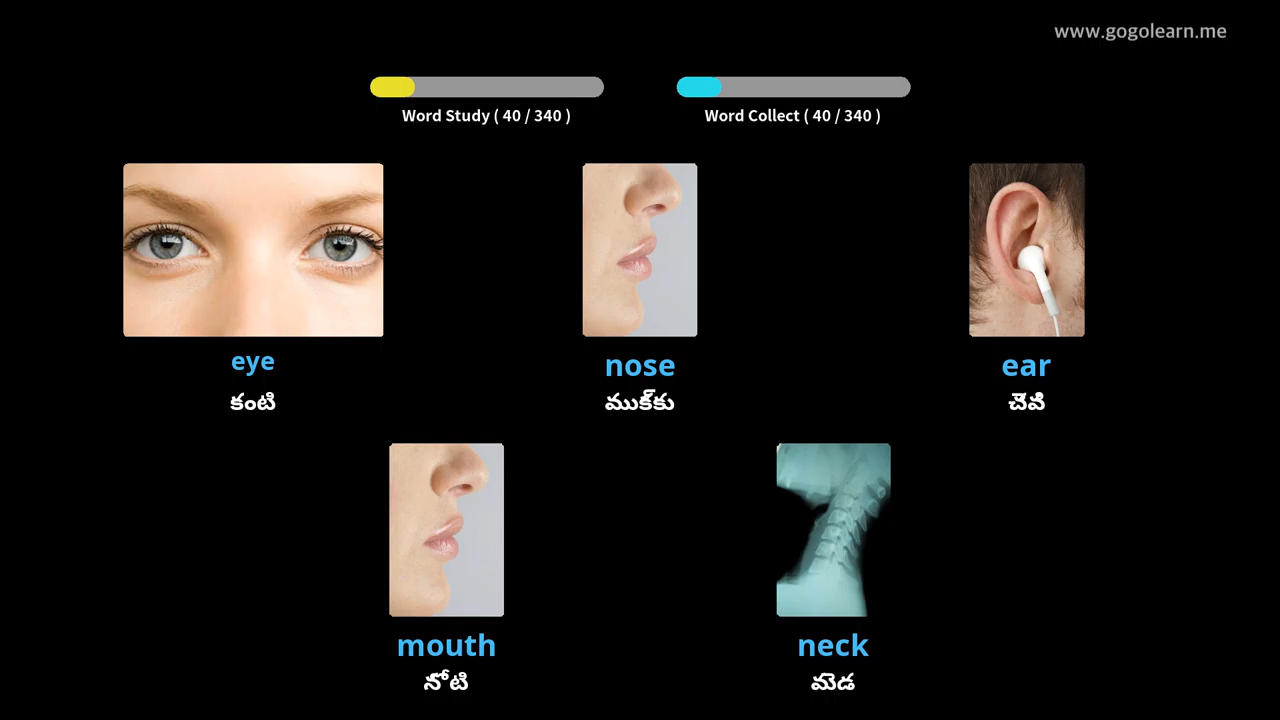 www.gogolearn.me
Word Study ( 40 / 340 )
Word Collect ( 40 / 340 )
eye
nose
ear
కంటి
ముక్కు
చెవి
mouth
neck
నోటి
మెడ